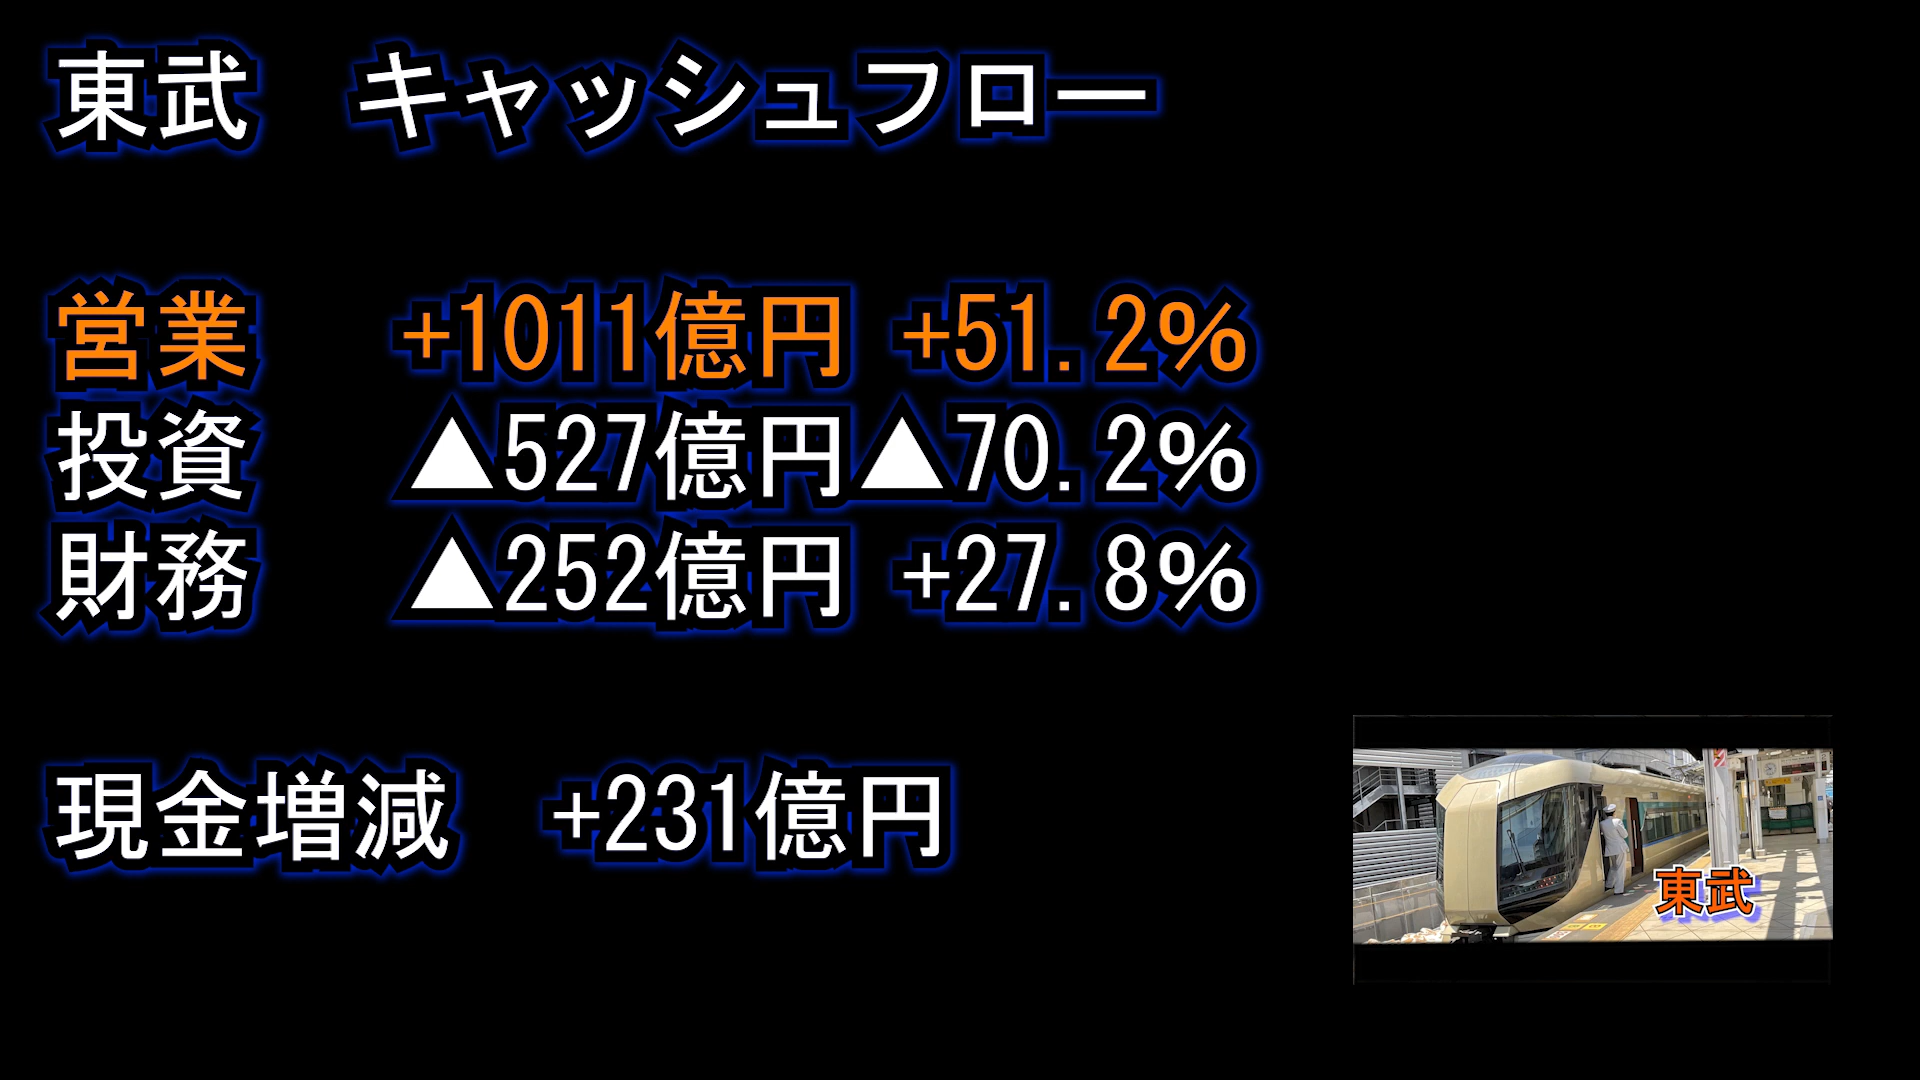 東武　キャッシュフロー
営業　+1011億円 +51.2%
投資　▲527億円▲70.2%
財務　▲252億円 +27.8%
現金増減　+231億円
東武